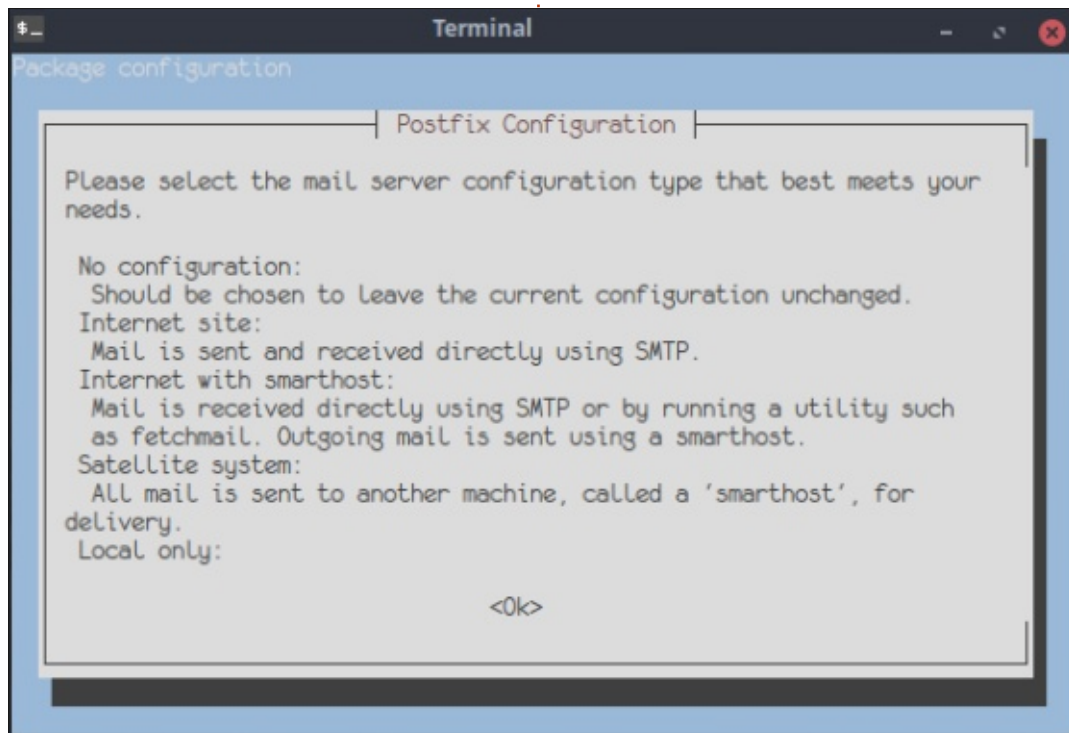 $_
Terminal
Package configuration
Postfix Configuration
Please select the mail server configuration type that best meets your
needs.
No configuration:
Should be chosen to leave the current configuration unchanged.
Internet site:
Mail is sent and received directly using SMTP.
Internet with smarthost:
Mail is received directly using SMTP or by running a utility such
as fetchmail. Outgoing mail is sent using a smarthost.
Satellite system:
All mail is sent to another machine, called a 'smarthost', for
delivery.
Local only:
<Ok>